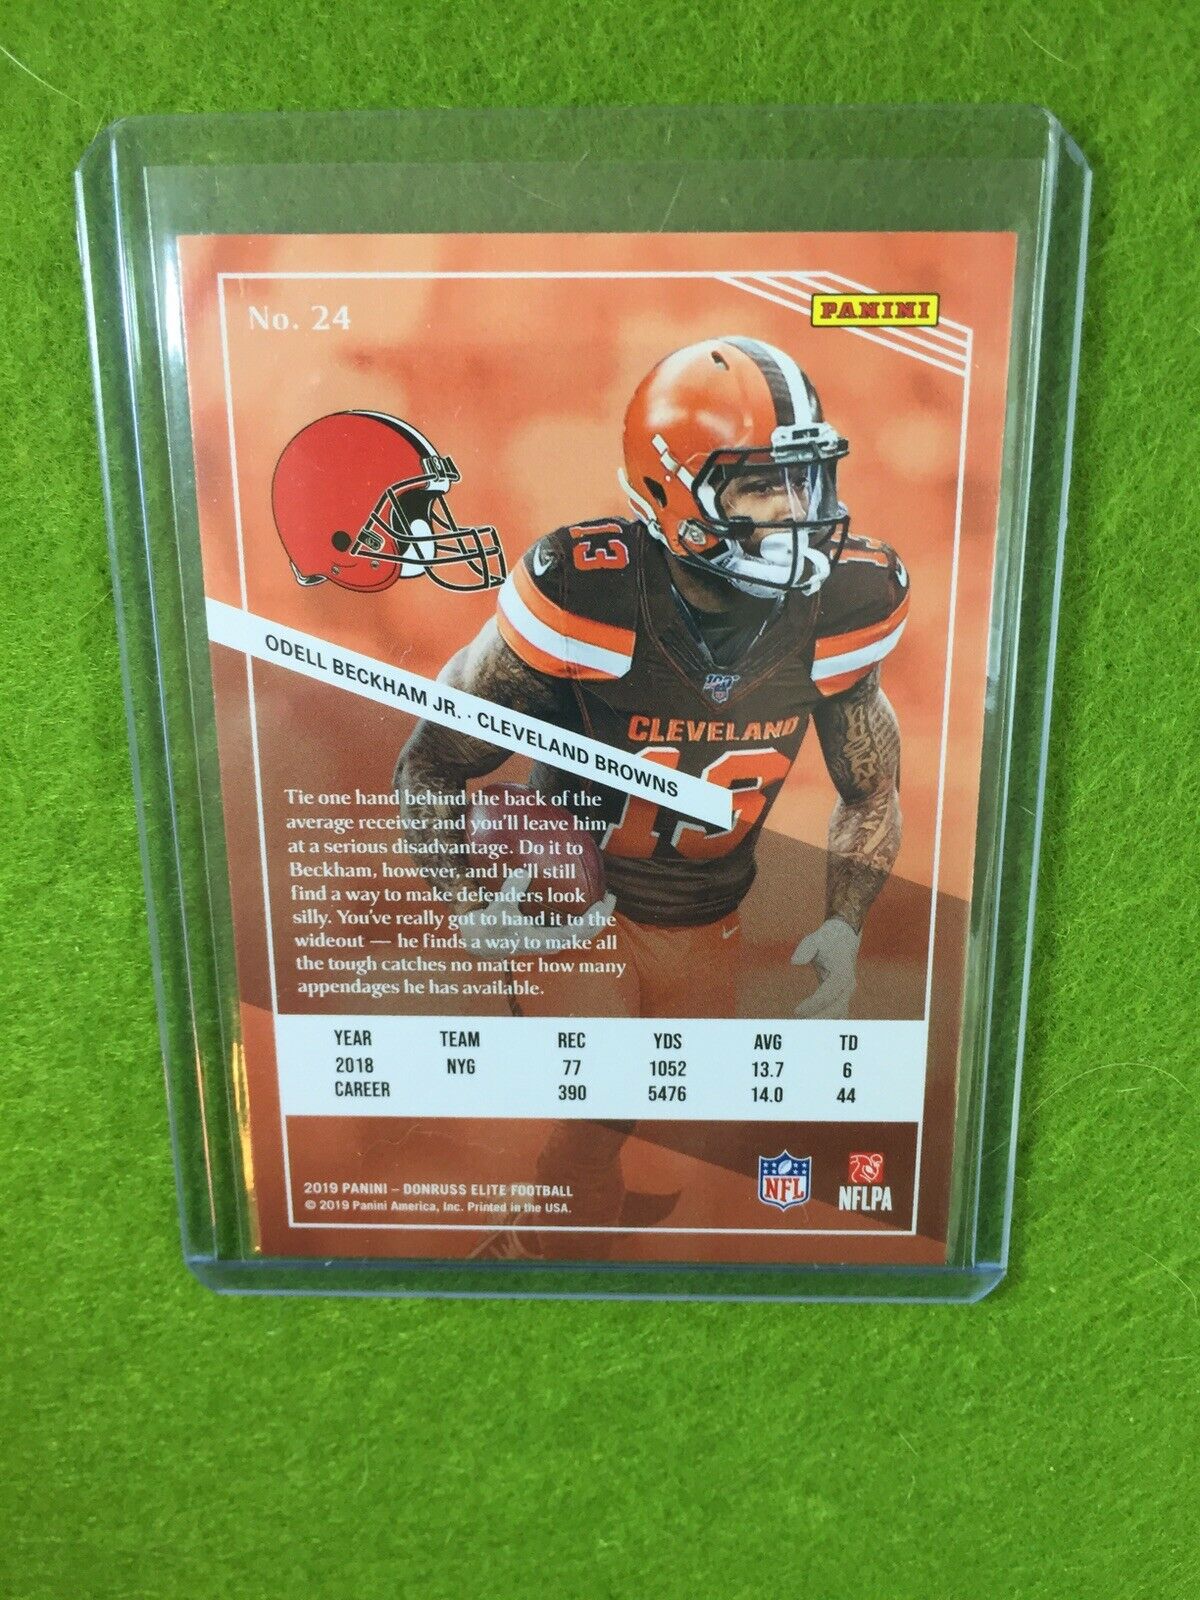 No. 24
PANINI
13
ODELL BECKHAM JR. · CLEVELAND BROWNS
100
CLEVELAND
13
Tie one hand behind the back of the
average receiver and you'll leave him
at a serious disadvantage. Do it to
Beckham, however, and he'll still
find a way to make defenders look
silly. You've really got to hand it to the
wideout — he finds a way to make all
the tough catches no matter how many
appendages he has available.
YEAR TEAM REC YDS AVG TD
2018 NYG 77 1052 13.7 6
CAREER 390 5476 14.0 44
2019 PANINI – DONRUSS ELITE FOOTBALL
© 2019 Panini America, Inc. Printed in the USA.
NFL
NFLPA